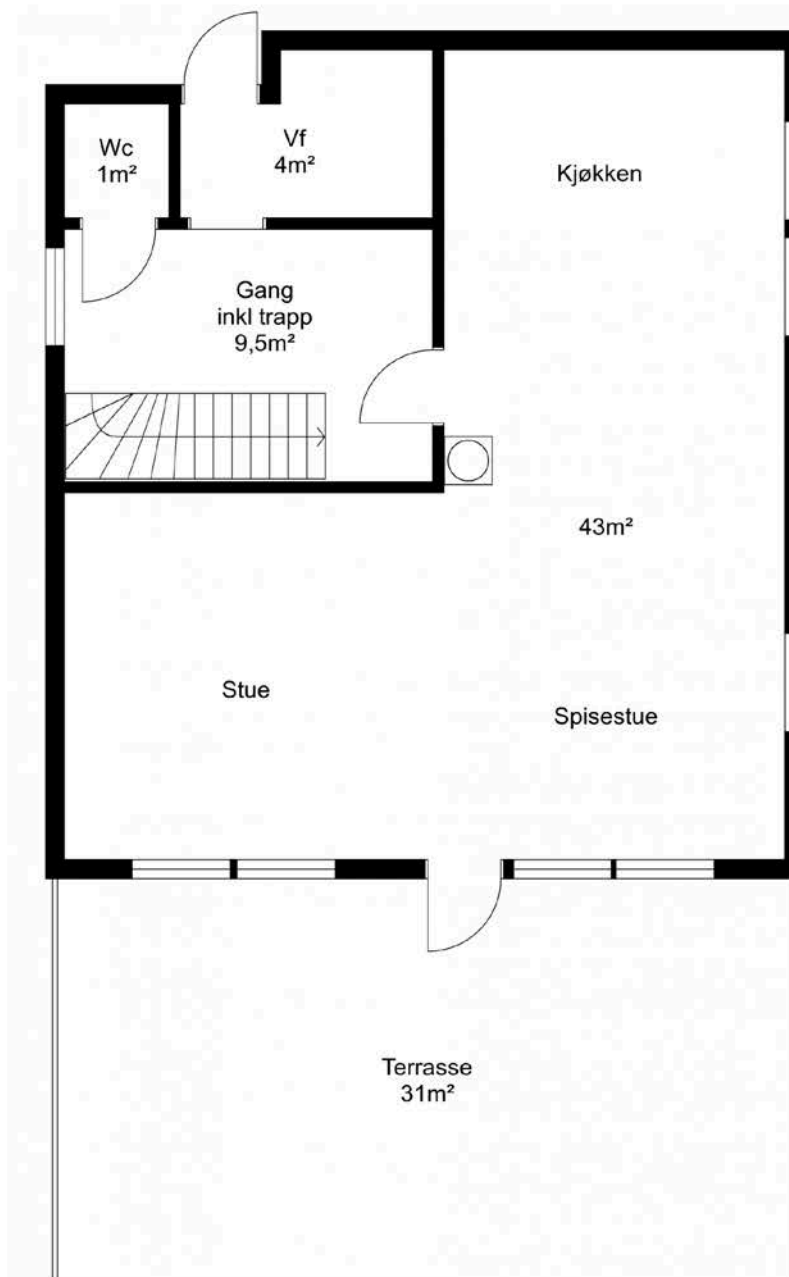 Wc
1m²
Vf
4m²
Kjøkken
Gang
inkl trapp
9,5m²
43m²
Stue
Spisestue
Terrasse
31m²